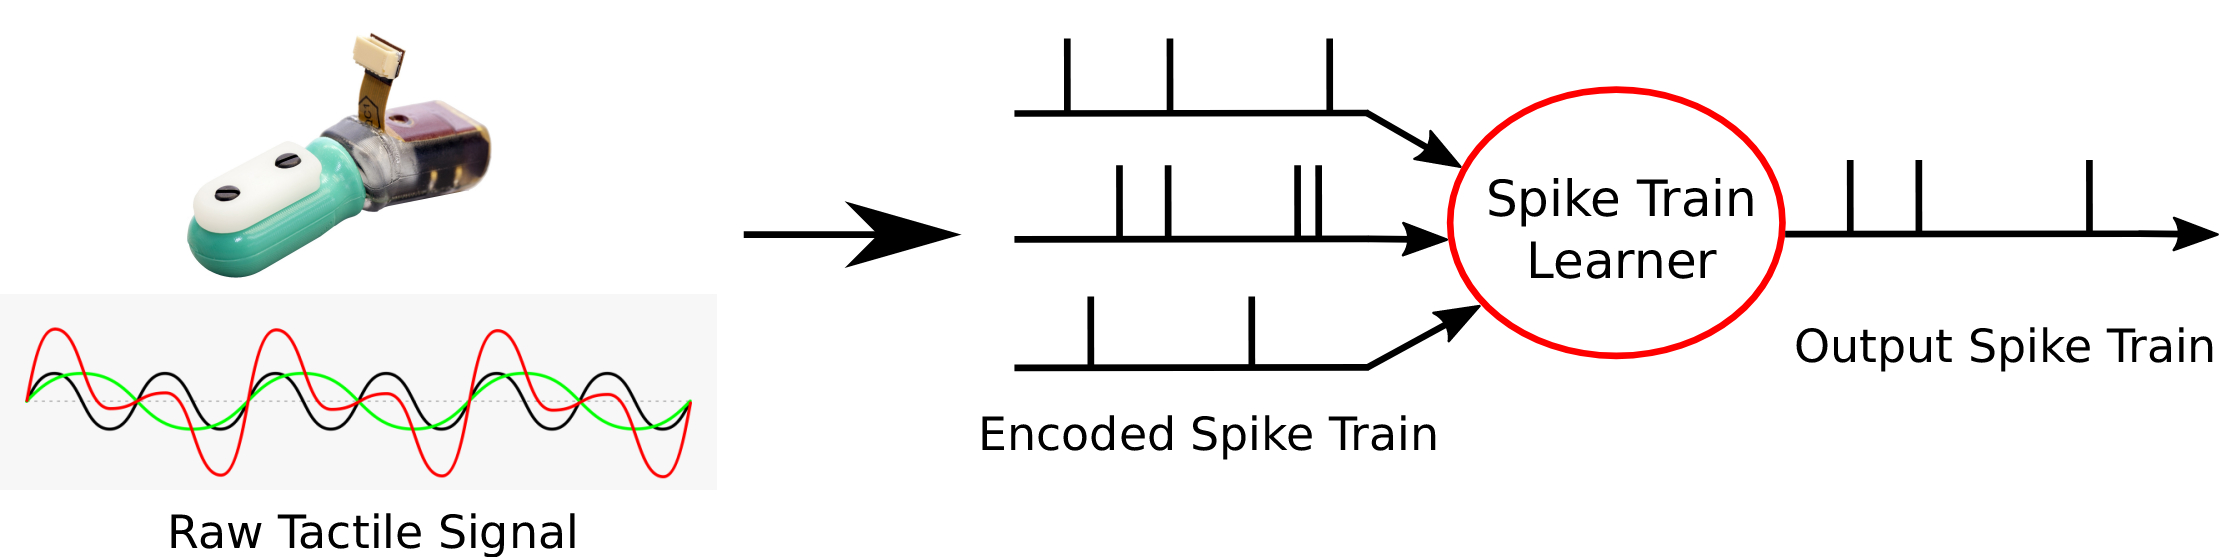 Spike Train
Learner
Output Spike Train
Encoded Spike Train
Raw Tactile Signal